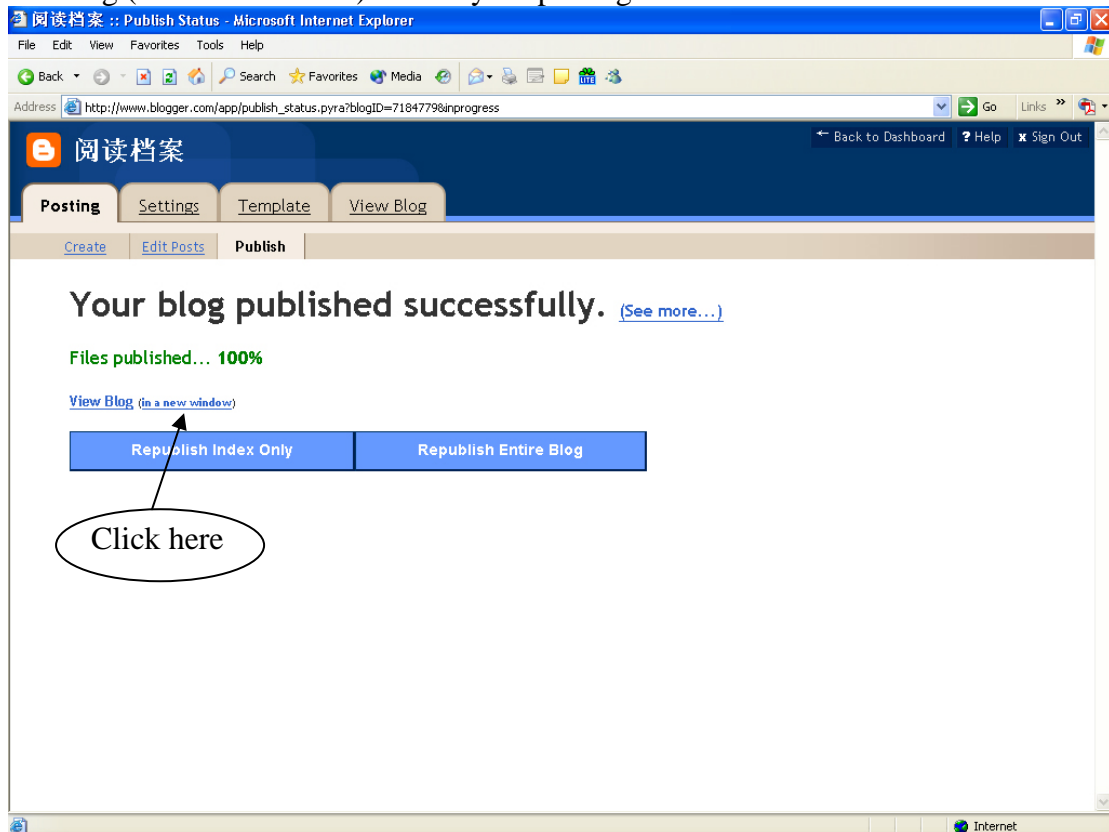 阅读档案 :: Publish Status - Microsoft Internet Explorer
File Edit View Favorites Tools Help
Back Search Favorites Media
Address http://www.blogger.com/app/publish_status.pyra?blogID=7184779&inprogress Go Links »
阅读档案
Back to Dashboard ? Help x Sign Out
Posting Settings Template View Blog
Create Edit Posts Publish
Your blog published successfully. (See more...)
Files published... 100%
View Blog (in a new window)
Republish Index Only Republish Entire Blog
Click here
Internet